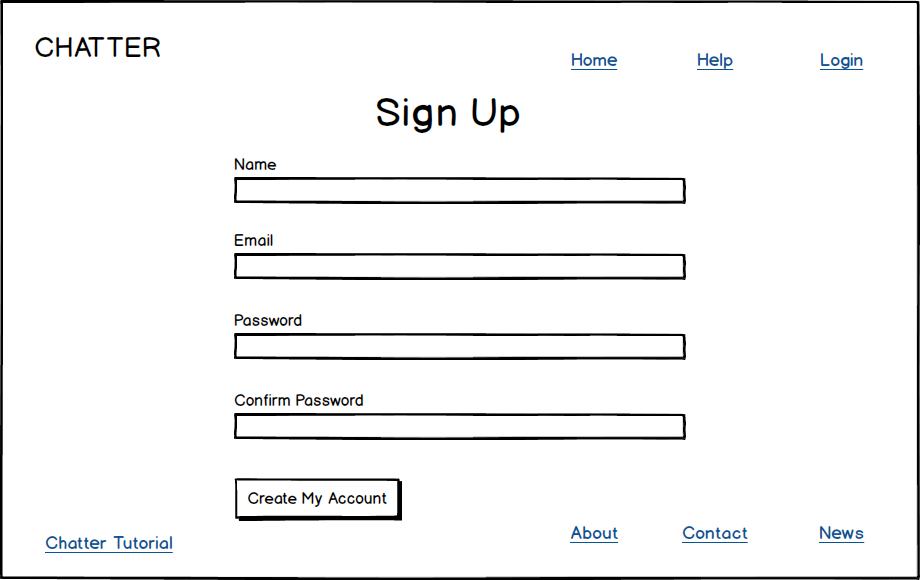 CHATTER
Home Help Login
Sign Up
Name
Email
Password
Confirm Password
Create My Account
Chatter Tutorial
About Contact News